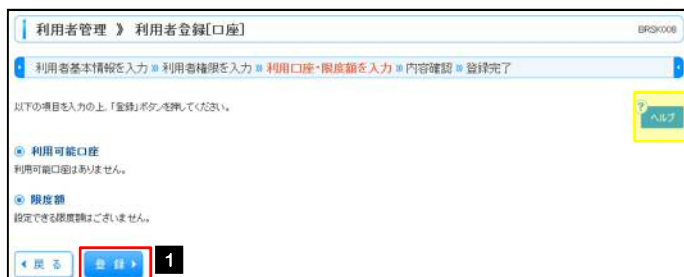 利用者管理 》 利用者登録[口座]
BRSK008
利用者基本情報を入力 » 利用者権限を入力 » 利用口座・限度額を入力 » 内容確認 » 登録完了
以下の項目を入力の上、「登録」ボタンを押してください。
?
ヘルプ
利用可能口座
利用可能口座はありません。
限度額
設定できる限度額はございません。
戻る
登録
1